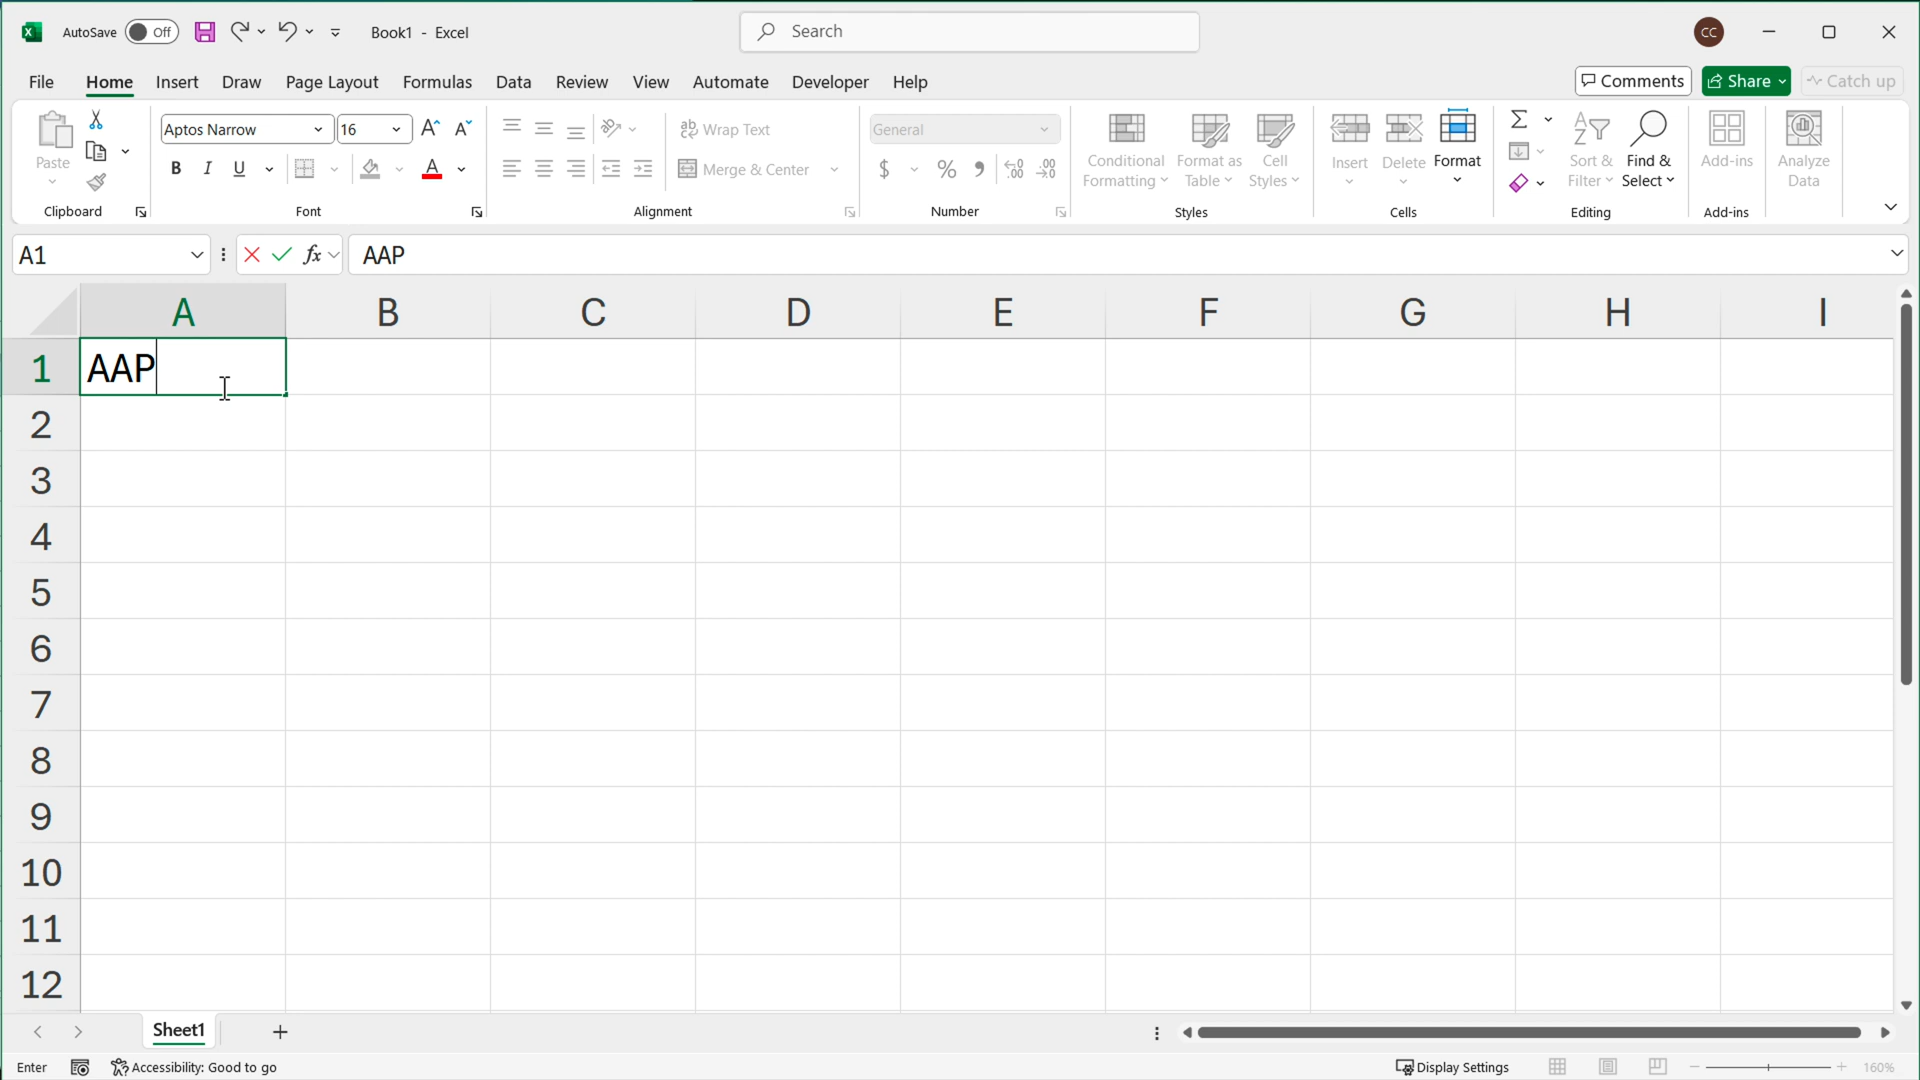 AutoSave Off Book1 - Excel Search CC
File Home Insert Draw Page Layout Formulas Data Review View Automate Developer Help Comments Share Catch up
Paste Aptos Narrow 16 B I U A ab Wrap Text Merge & Center General $ % 9 .00 Conditional Formatting Format as Table Cell Styles Insert Delete Format Σ Sort & Filter Find & Select Add-ins Analyze Data
Clipboard Font Alignment Number Styles Cells Editing Add-ins
A1 fx AAP
A B C D E F G H I
1 AAP
2
3
4
5
6
7
8
9
10
11
12
Sheet1
Enter Accessibility: Good to go Display Settings 160%